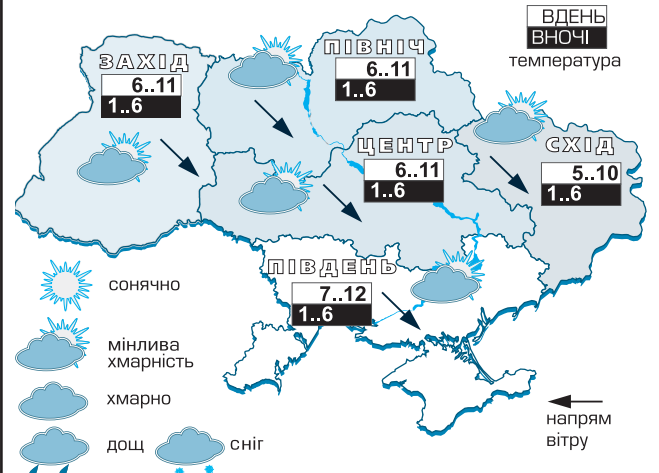 ВДЕНЬ
ВНОЧІ
температура
ЗАХІД
6..11
1..6
ПІВНІЧ
6..11
1..6
ЦЕНТР
6..11
1..6
СХІД
5..10
1..6
ПІВДЕНЬ
7..12
1..6
сонячно
мінлива
хмарність
хмарно
дощ
сніг
напрям
вітру